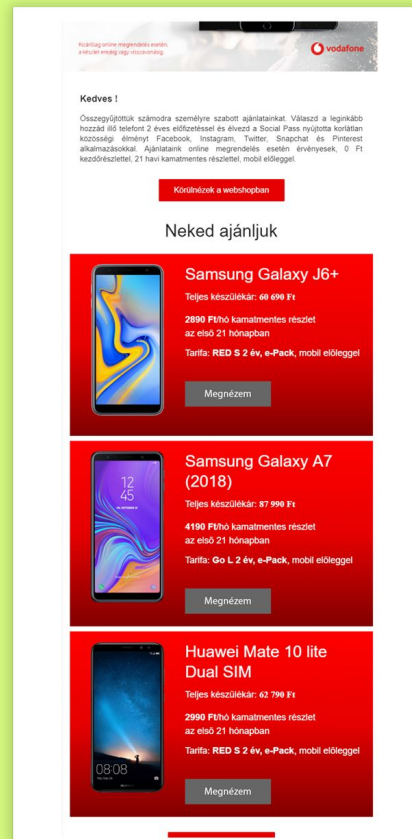 Kizárólag online megrendelés esetén,
a készlet erejéig vagy visszavonásig.
vodafone
Kedves !
Összegyűjtöttük számodra személyre szabott ajánlatainkat. Válaszd a leginkább
hozzád illő telefont 2 éves előfizetéssel és élvezd a Social Pass nyújtotta korlátlan
közösségi élményt Facebook, Instagram, Twitter, Snapchat és Pinterest
alkalmazásokkal. Ajánlataink online megrendelés esetén érvényesek, 0 Ft
kezdőrészlettel, 21 havi kamatmentes részlettel, mobil előleggel.
Körülnézek a webshopban
Neked ajánljuk
Samsung Galaxy J6+
Teljes készülékár: 60 690 Ft
2890 Ft/hó kamatmentes részlet
az első 21 hónapban
Tarifa: RED S 2 év, e-Pack, mobil előleggel
Megnézem
12
45
Samsung Galaxy A7
(2018)
Teljes készülékár: 87 990 Ft
4190 Ft/hó kamatmentes részlet
az első 21 hónapban
Tarifa: Go L 2 év, e-Pack, mobil előleggel
Megnézem
08:08
Huawei Mate 10 lite
Dual SIM
Teljes készülékár: 62 790 Ft
2990 Ft/hó kamatmentes részlet
az első 21 hónapban
Tarifa: RED S 2 év, e-Pack, mobil előleggel
Megnézem